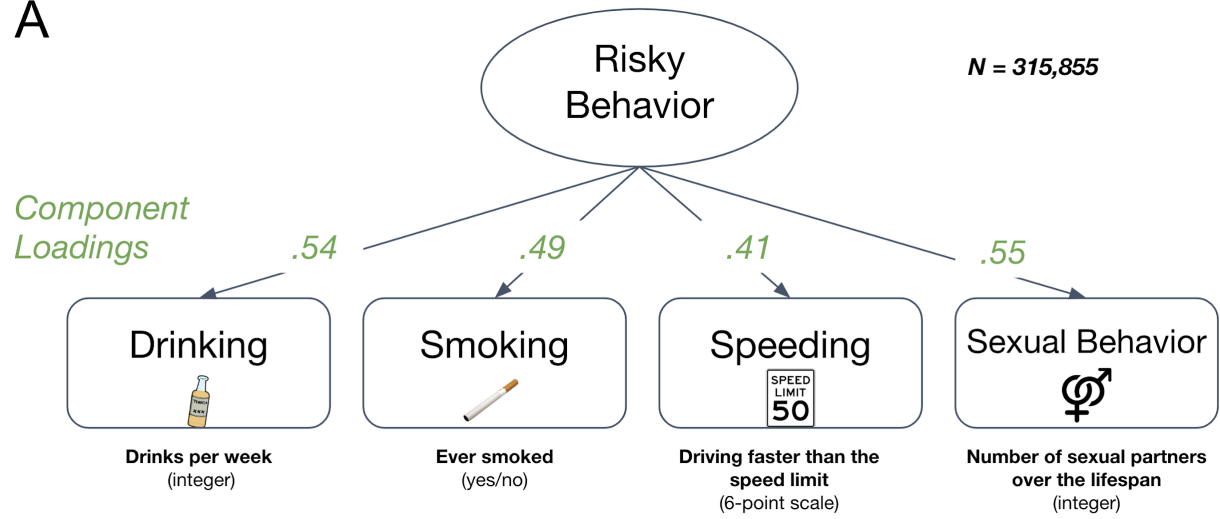 A
Risky
Behavior
N = 315,855
Component
Loadings
.54
.49
.41
.55
Drinking
Smoking
Speeding
Sexual Behavior
SPEED
LIMIT
50
xxx
Drinks per week
(integer)
Ever smoked
(yes/no)
Driving faster than the
speed limit
(6-point scale)
Number of sexual partners
over the lifespan
(integer)